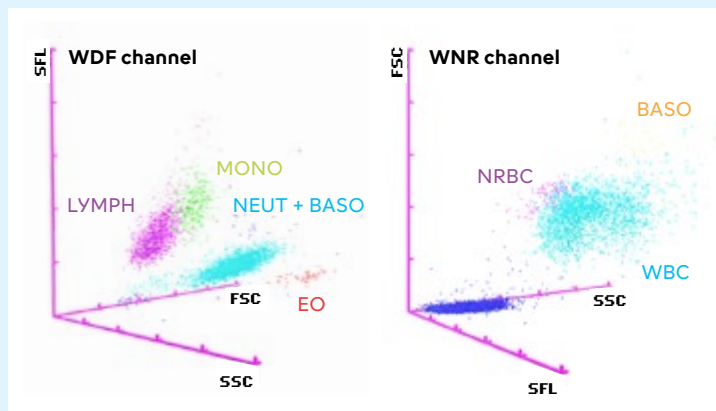 WDF channel
SFL
MONO
LYMPH
NEUT + BASO
FSC
EO
SSC
WNR channel
FSC
BASO
NRBC
WBC
SSC
SFL